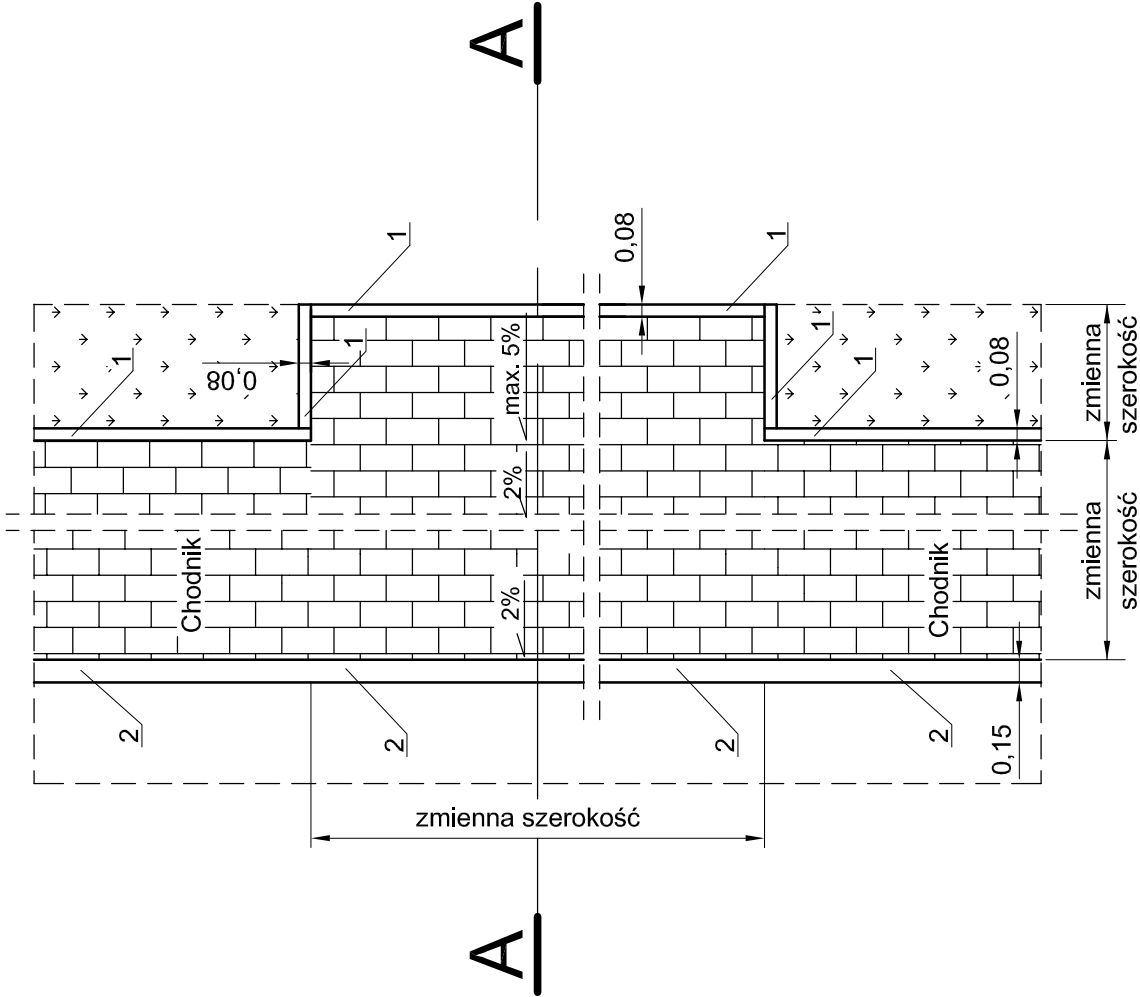 A
1
0,08
1
1
0,08
1
max. 5%
2%
1
1
0,08
zmienna
szerokość
Chodnik
2%
Chodnik
zmienna
szerokość
2
2
2
2
0,15
zmienna szerokość
A